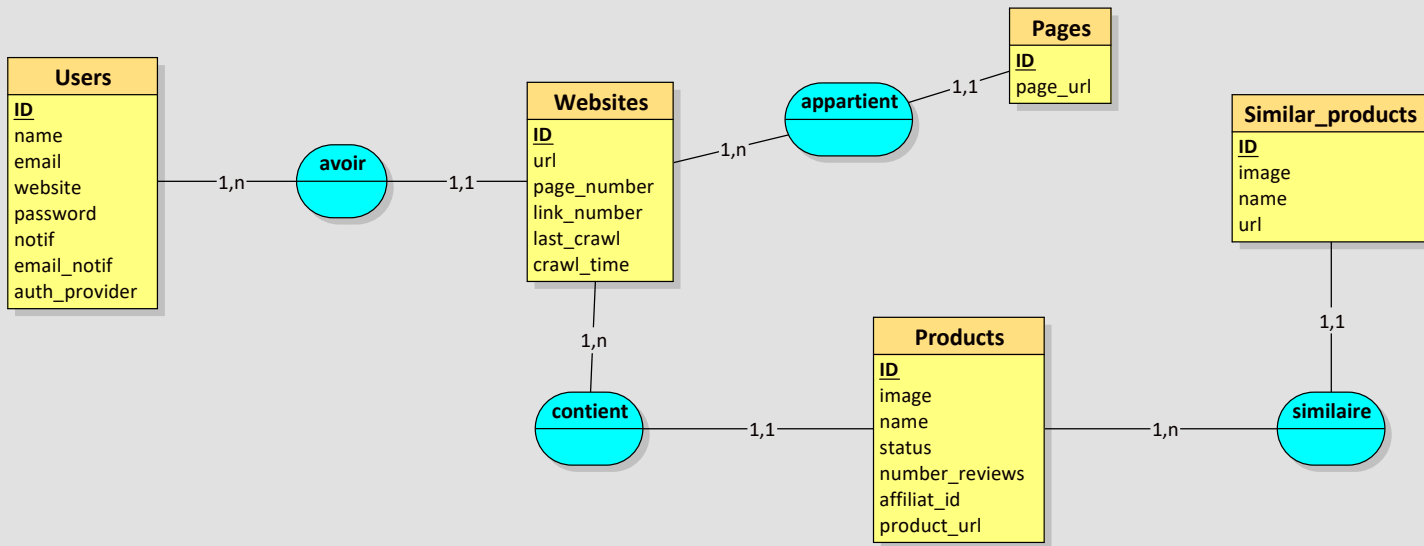 Users
ID
name
email
website
password
notif
email_notif
auth_provider
1,n
avoir
1,1
Websites
ID
url
page_number
link_number
last_crawl
crawl_time
1,n
appartient
1,1
Pages
ID
page_url
1,n
contient
1,1
Products
ID
image
name
status
number_reviews
affiliat_id
product_url
1,n
similaire
1,1
Similar_products
ID
image
name
url